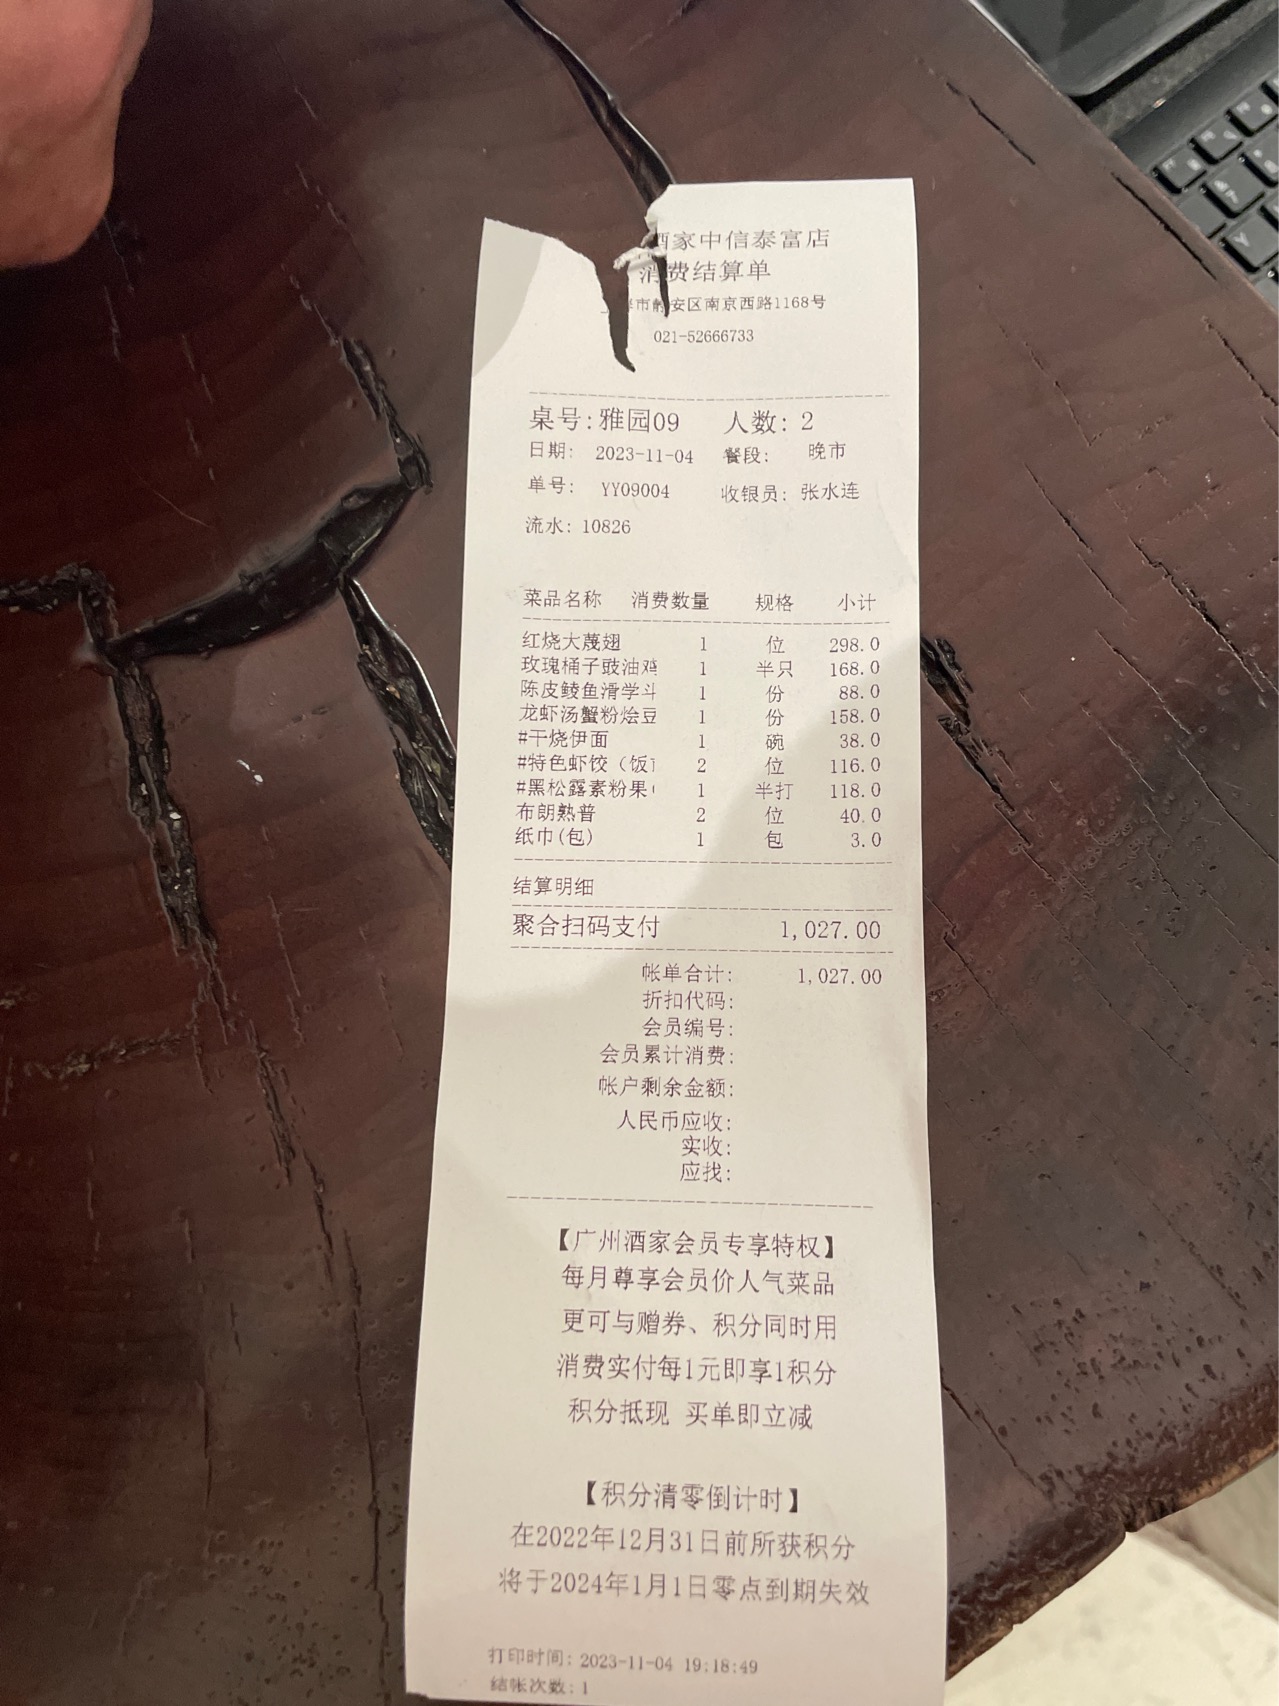 酒家中信泰富店
消费结算单
市静安区南京西路1168号
021-52666733
桌号:雅园09 人数: 2
日期: 2023-11-04 餐段: 晚市
单号: YY09004 收银员: 张水连
流水: 10826
菜品名称 消费数量 规格 小计
红烧大蔑翅 1 位 298.0
玫瑰桶子豉油鸡 1 半只 168.0
陈皮鲮鱼滑学斗 1 份 88.0
龙虾汤蟹粉烩豆 1 份 158.0
#干烧伊面 1 碗 38.0
#特色虾饺（饭 2 位 116.0
#黑松露素粉果( 1 半打 118.0
布朗熟普 2 位 40.0
纸巾(包) 1 包 3.0
结算明细
聚合扫码支付 1,027.00
帐单合计: 1,027.00
折扣代码:
会员编号:
会员累计消费:
帐户剩余金额:
人民币应收:
实收:
应找:
【广州酒家会员专享特权】
每月尊享会员价人气菜品
更可与赠券、积分同时用
消费实付每1元即享1积分
积分抵现 买单即立减
【积分清零倒计时】
在2022年12月31日前所获积分
将于2024年1月1日零点到期失效
打印时间: 2023-11-04 19:18:49
结帐次数: 1